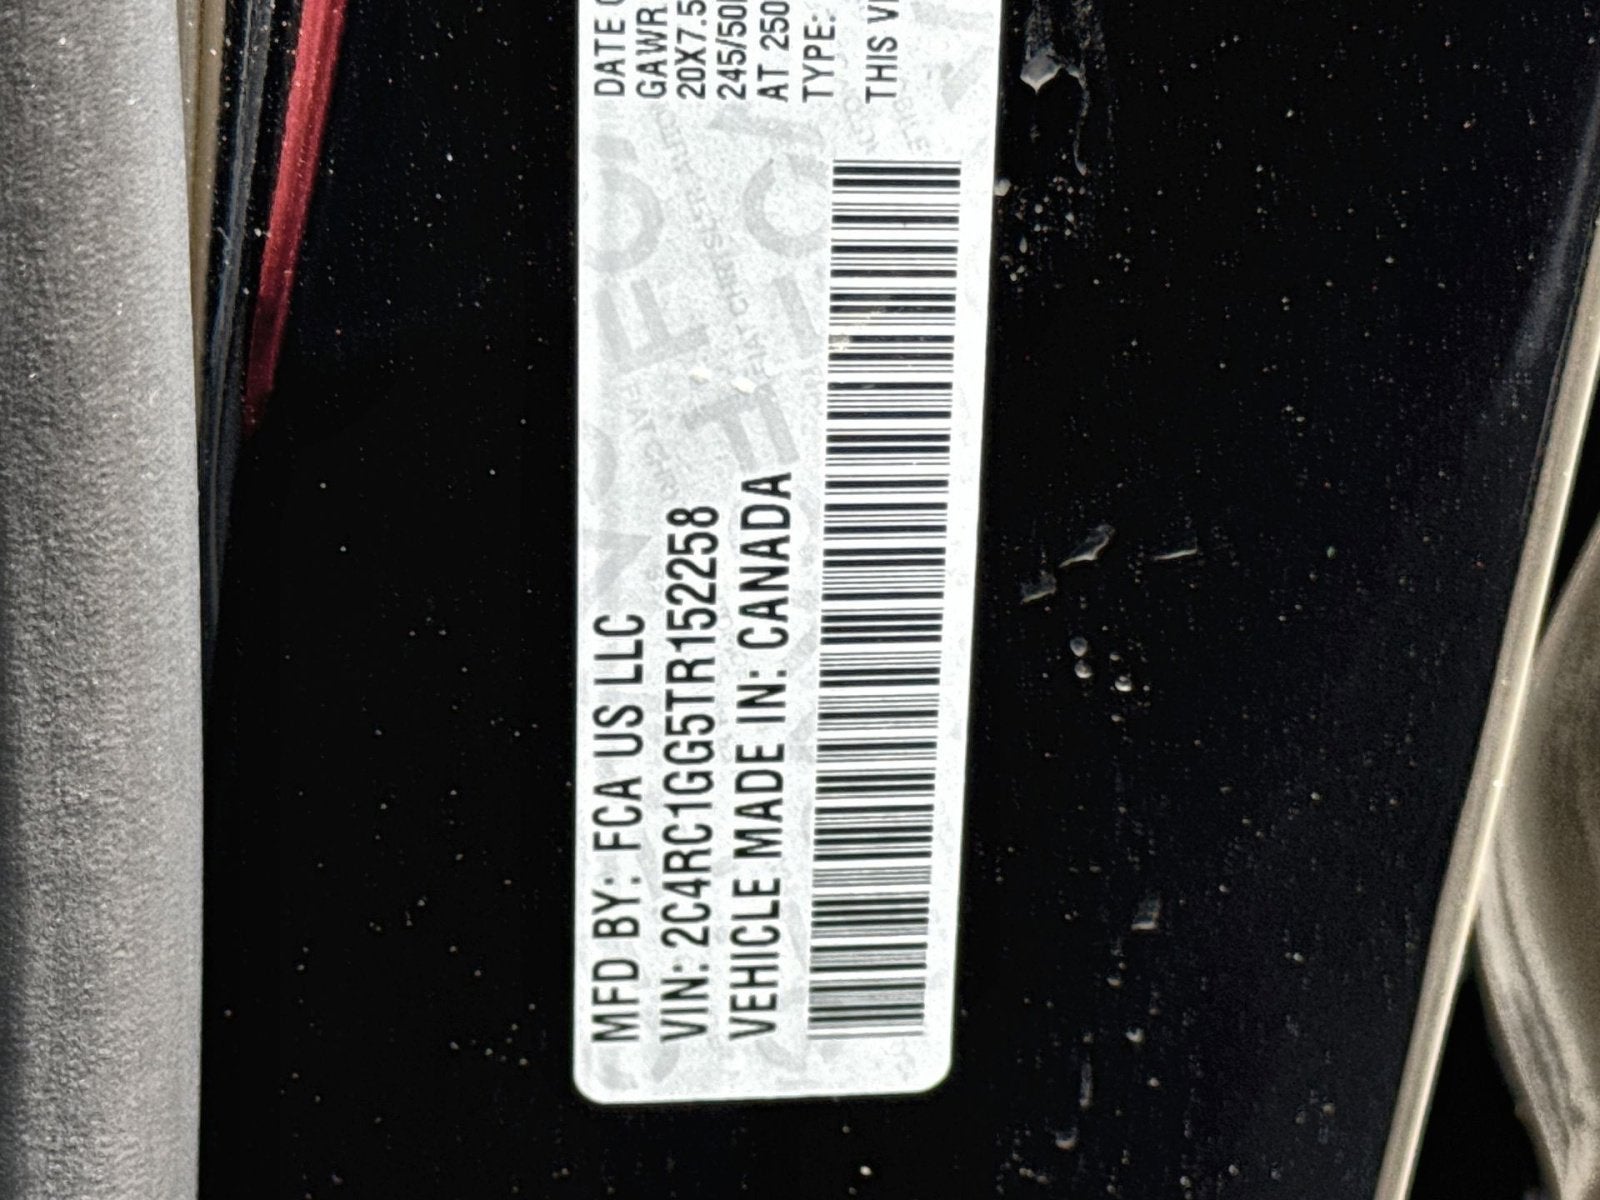 MFD BY: FCA US LLC
VIN: 2C4RC1GG5TR152258
VEHICLE MADE IN: CANADA
DATE
GAWR
20X7.5
245/50
AT 250
TYPE:
THIS